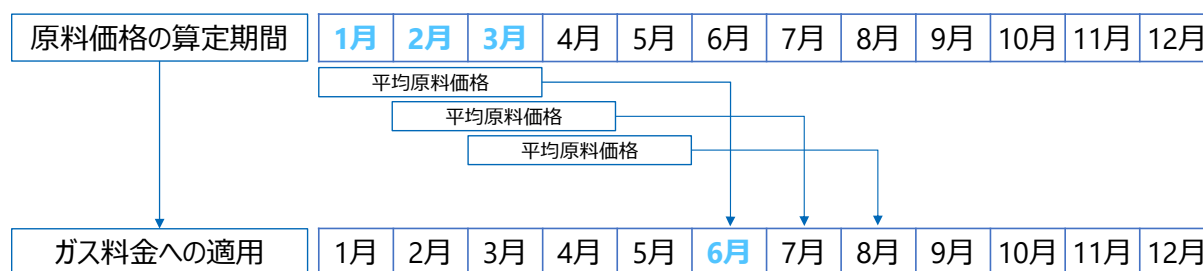 原料価格の算定期間 1月 2月 3月 4月 5月 6月 7月 8月 9月 10月 11月 12月
平均原料価格
平均原料価格
平均原料価格
ガス料金への適用 1月 2月 3月 4月 5月 6月 7月 8月 9月 10月 11月 12月